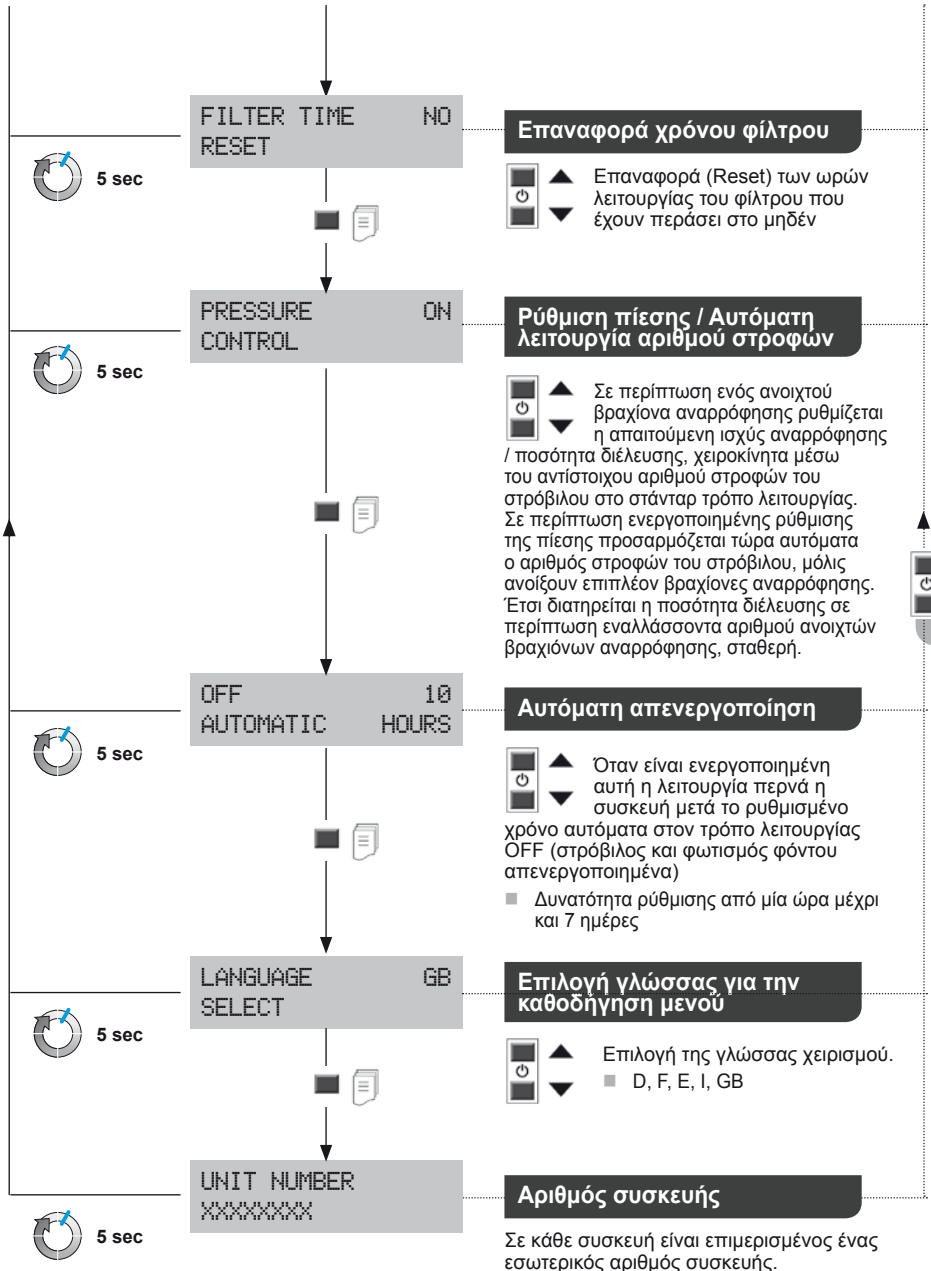 FILTER TIME NO
RESET
Επαναφορά χρόνου φίλτρου
5 sec
Επαναφορά (Reset) των ωρών
λειτουργίας του φίλτρου που
έχουν περάσει στο μηδέν
PRESSURE ON
CONTROL
Ρύθμιση πίεσης / Αυτόματη
λειτουργία αριθμού στροφών
5 sec
Σε περίπτωση ενός ανοιχτού
βραχίονα αναρρόφησης ρυθμίζεται
η απαιτούμενη ισχύς αναρρόφησης
/ ποσότητα διέλευσης, χειροκίνητα μέσω
του αντίστοιχου αριθμού στροφών του
στρόβιλου στο στάνταρ τρόπο λειτουργίας.
Σε περίπτωση ενεργοποιημένης ρύθμισης
της πίεσης προσαρμόζεται τώρα αυτόματα
ο αριθμός στροφών του στρόβιλου, μόλις
ανοίξουν επιπλέον βραχίονες αναρρόφησης.
Έτσι διατηρείται η ποσότητα διέλευσης σε
περίπτωση εναλλάσσοντα αριθμού ανοιχτών
βραχιόνων αναρρόφησης, σταθερή.
OFF 10
AUTOMATIC HOURS
Αυτόματη απενεργοποίηση
5 sec
Όταν είναι ενεργοποιημένη
αυτή η λειτουργία περνά η
συσκευή μετά το ρυθμισμένο
χρόνο αυτόματα στον τρόπο λειτουργίας
OFF (στρόβιλος και φωτισμός φόντου
απενεργοποιημένα)
Δυνατότητα ρύθμισης από μία ώρα μέχρι
και 7 ημέρες
LANGUAGE GB
SELECT
Επιλογή γλώσσας για την
καθοδήγηση μενού
5 sec
Επιλογή της γλώσσας χειρισμού.
D, F, E, I, GB
UNIT NUMBER
XXXXXXXX
Αριθμός συσκευής
5 sec
Σε κάθε συσκευή είναι επιμερισμένος ένας
εσωτερικός αριθμός συσκευής.